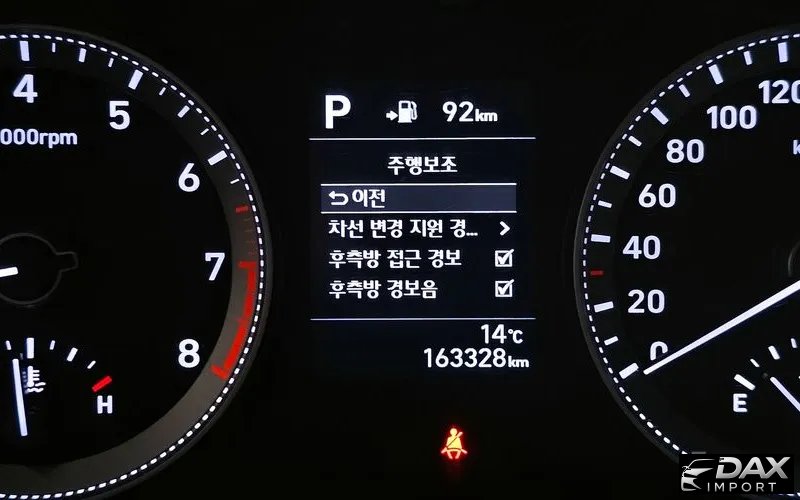 4
5
6
7
8
000rpm
H
P
92km
주행보조
이전
차선 변경 지원 경...
후측방 접근 경보
후측방 경보음
14°C
163328km
120
100
80
60
40
20
0
k
E
DAX
IMPORT